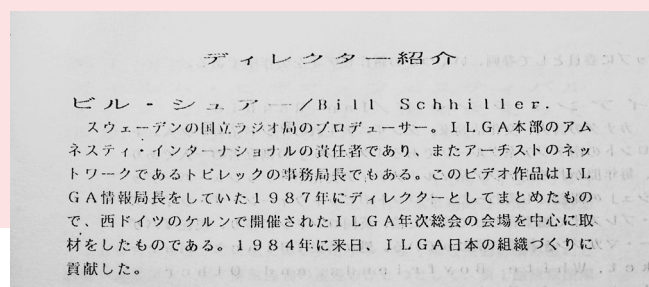 ディレクター紹介
ビル・シュアー/Bill Schhiller.
スウェーデンの国立ラジオ局のプロデューサー。ILGA本部のアム
ネスティ・インターナショナルの責任者であり、またアーチストのネッ
トワークであるトビレックの事務局長でもある。このビデオ作品はIL
GA情報局長をしていた1987年にディレククターとしてまとめたもの
で、西ドイツのケルンで開催されたILGA年次総会の会場を中心に取
材をしたものである。1984年に来日、ILGA日本の組織づくりに
貢献した。